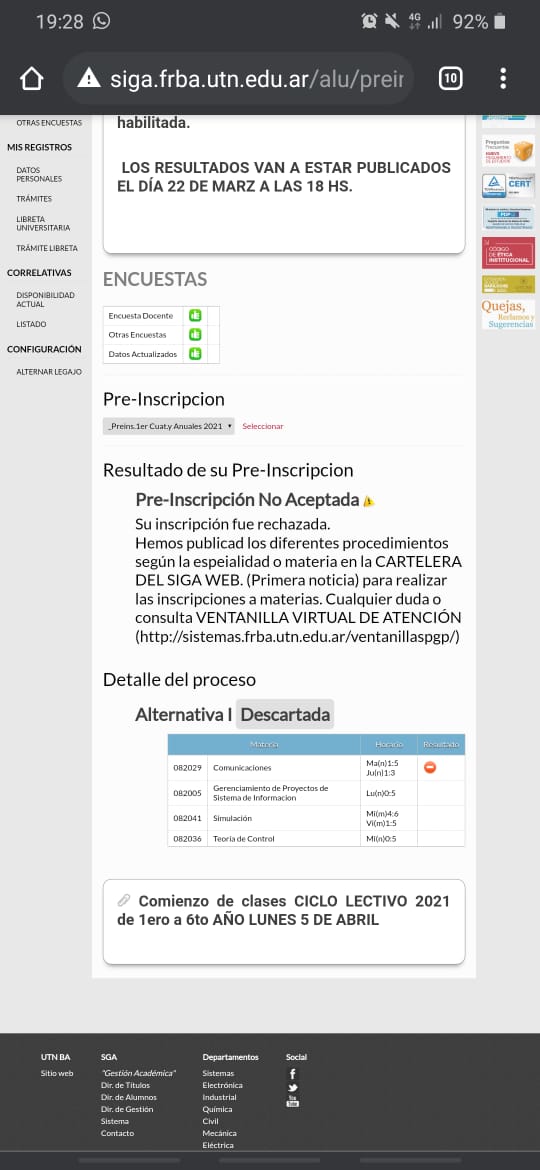 19:28
4G
92%
siga.frba.utn.edu.ar/alu/preir
10
OTRAS ENCUESTAS
MIS REGISTROS
DATOS
PERSONALES
TRÁMITES
LIBRETA
UNIVERSITARIA
TRÁMITE LIBRETA
CORRELATIVAS
DISPONIBILIDAD
ACTUAL
LISTADO
CONFIGURACIÓN
ALTERNAR LEGAJO
habilitada.
LOS RESULTADOS VAN A ESTAR PUBLICADOS
EL DÍA 22 DE MARZ A LAS 18 HS.
ENCUESTAS
Encuesta Docente
Otras Encuestas
Datos Actualizados
Pre-Inscripcion
_Preins.1er Cuat.y Anuales 2021 Seleccionar
Resultado de su Pre-Inscripcion
Pre-Inscripción No Aceptada
Su inscripción fue rechazada.
Hemos publicad los diferentes procedimientos
según la espeialidad o materia en la CARTELERA
DEL SIGA WEB. (Primera noticia) para realizar
las inscripciones a materias. Cualquier duda o
consulta VENTANILLA VIRTUAL DE ATENCIÓN
(http://sistemas.frba.utn.edu.ar/ventanillaspgp/)
Detalle del proceso
Alternativa I Descartada
Materia Horario Resultado
082029 Comunicaciones Ma(n)1:5
Ju(n)1:3
082005 Gerenciamiento de Proyectos de
Sistema de Informacion Lu(n)0:5
082041 Simulación Mi(m)4:6
Vi(m)1:5
082036 Teoría de Control Mi(n)0:5
Comienzo de clases CICLO LECTIVO 2021
de 1ero a 6to AÑO LUNES 5 DE ABRIL
Preguntas
Frecuentes
CERT
PDP
CÓDIGO
DE ÉTICA
INSTITUCIONAL
Quejas,
Reclamos y
Sugerencias
UTN BA
Sitio web
SGA
"Gestión Académica"
Dir. de Títulos
Dir. de Alumnos
Dir. de Gestión
Sistema
Contacto
Departamentos
Sistemas
Electrónica
Industrial
Química
Civil
Mecánica
Eléctrica
Social